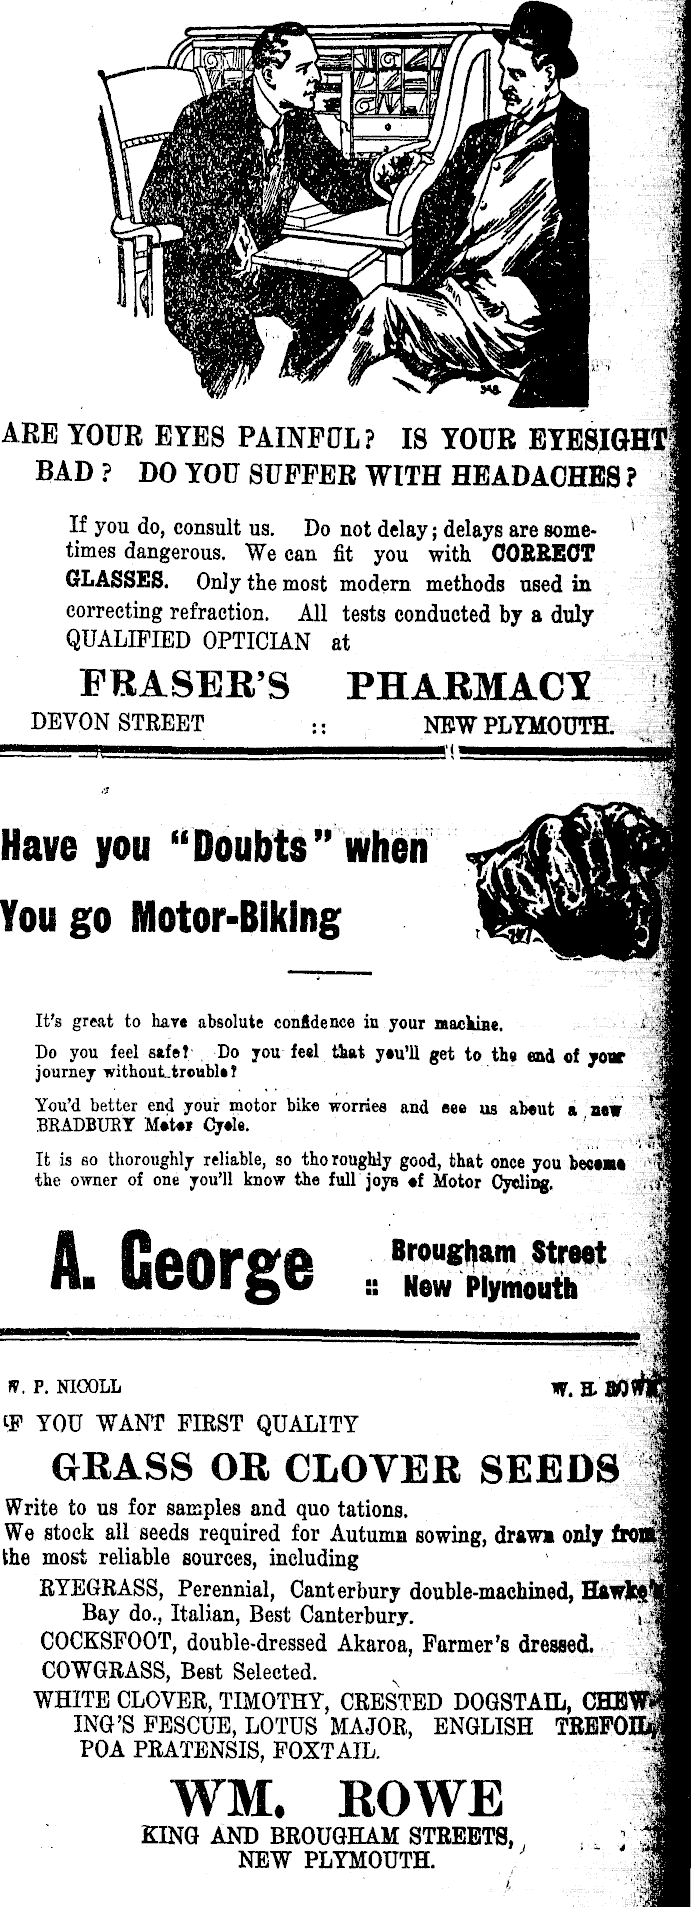 ARE YOUR EYES PAINFUL? IS YOUR EYESIGHT
BAD? DO YOU SUFFER WITH HEADACHES?
If you do, consult us. Do not delay; delays are some-
times dangerous. We can fit you with CORRECT
GLASSES. Only the most modern methods used in
correcting refraction. All tests conducted by a duly
QUALIFIED OPTICIAN at
FRASER'S PHARMACY
DEVON STREET :: NEW PLYMOUTH.
Have you "Doubts" when
You go Motor-Biking
It's great to have absolute confidence in your machine.
Do you feel safe? Do you feel that you'll get to the end of your
journey without trouble?
You'd better end your motor bike worries and see us about a new
BRADBURY Motor Cycle.
It is so thoroughly reliable, so thoroughly good, that once you become
the owner of one you'll know the full joys of Motor Cycling.
A. George :: Brougham Street
New Plymouth
W. P. NICOLL W. H.
IF YOU WANT FIRST QUALITY
GRASS OR CLOVER SEEDS
Write to us for samples and quo tations.
We stock all seeds required for Autumn sowing, drawn only from
the most reliable sources, including
RYEGRASS, Perennial, Canterbury double-machined, Hawke's
Bay do., Italian, Best Canterbury.
COCKSFOOT, double-dressed Akaroa, Farmer's dressed.
COWGRASS, Best Selected.
WHITE CLOVER, TIMOTHY, CRESTED DOGSTAIL, CHEW-
ING'S FESCUE, LOTUS MAJOR, ENGLISH TREFOIL,
POA PRATENSIS, FOXTAIL.
WM. ROWE
KING AND BROUGHAM STREETS,
NEW PLYMOUTH.